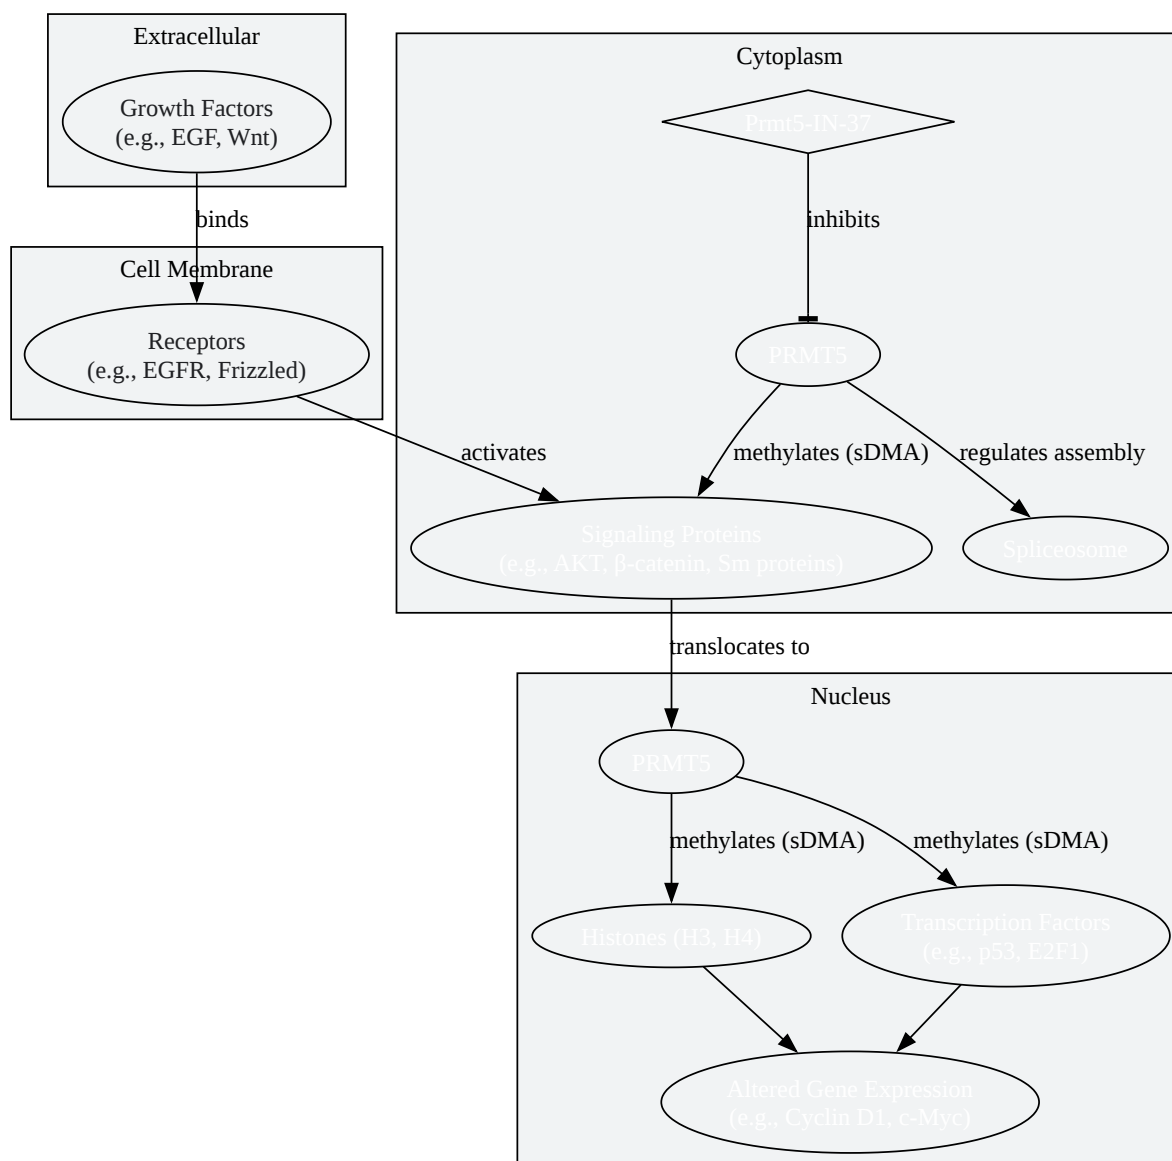 Extracellular
Growth Factors
(e.g., EGF, Wnt)
binds
Cell Membrane
Receptors
(e.g., EGFR, Frizzled)
activates
Cytoplasm
Prmt5-IN-37
inhibits
PRMT5
methylates (sDMA)
regulates assembly
Signaling Proteins
(e.g., AKT, β-catenin, Sm proteins)
Spliceosome
translocates to
Nucleus
PRMT5
methylates (sDMA)
methylates (sDMA)
Histones (H3, H4)
Transcription Factors
(e.g., p53, E2F1)
Altered Gene Expression
(e.g., Cyclin D1, c-Myc)